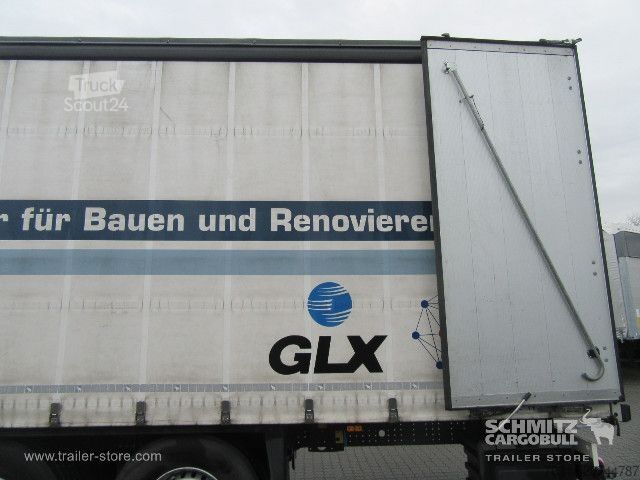 Truck
Scout24
r für Bauen und Renovieren
GLX
SCHMITZ
CARGOBULL
TRAILER STORE
www.trailer-store.com